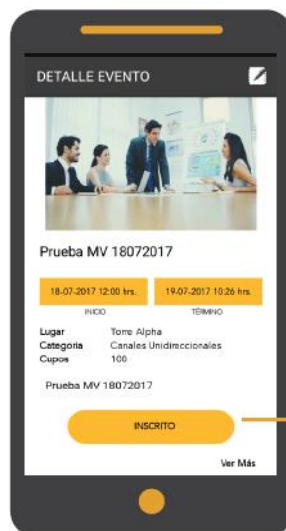 DETALLE EVENTO
Prueba MV 18072017
18-07-2017 12:00 hrs. 19-07-2017 10:26 hrs.
INICIO TÉRMINO
Lugar Torre Alpha
Categoria Canales Unidireccionales
Cupos 100
Prueba MV 18072017
INSCRITO
Ver Más